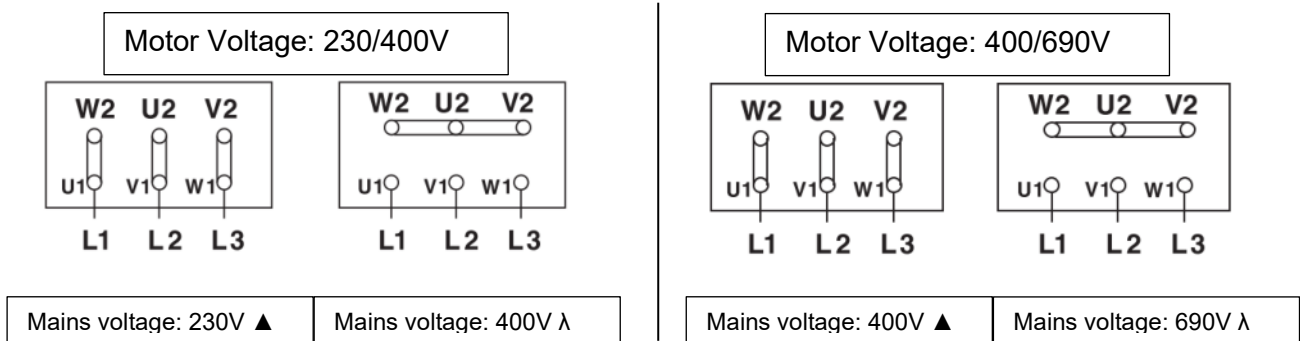 Motor Voltage: 230/400V
W2 U2 V2
U1 V1 W1
L1 L2 L3
W2 U2 V2
U1 V1 W1
L1 L2 L3
Mains voltage: 230V ▲
Mains voltage: 400V λ
Motor Voltage: 400/690V
W2 U2 V2
U1 V1 W1
L1 L2 L3
W2 U2 V2
U1 V1 W1
L1 L2 L3
Mains voltage: 400V ▲
Mains voltage: 690V λ